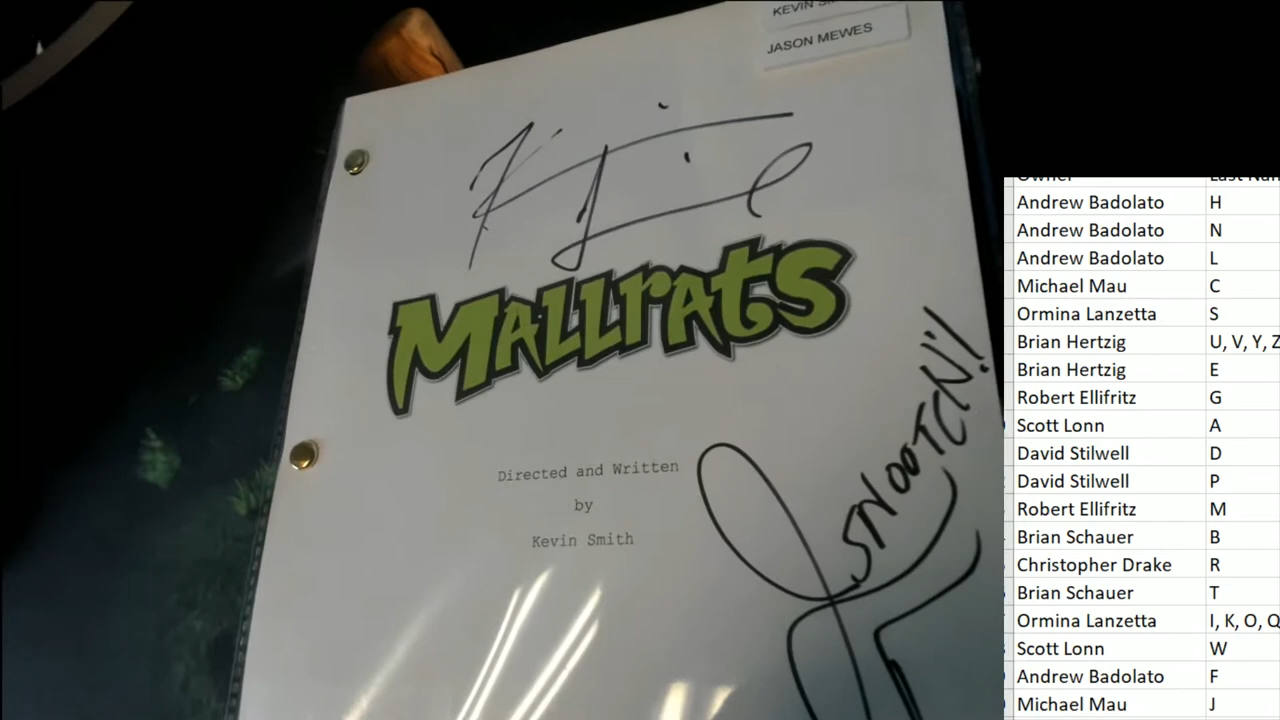 KEVIN
JASON MEWES
MALLrAtS
SNOOTCH!!
Directed and Written
by
Kevin Smith
Owner
Andrew Badolato H
Andrew Badolato N
Andrew Badolato L
Michael Mau C
Ormina Lanzetta S
Brian Hertzig U, V, Y, Z
Brian Hertzig E
Robert Ellifritz G
Scott Lonn A
David Stilwell D
David Stilwell P
Robert Ellifritz M
Brian Schauer B
Christopher Drake R
Brian Schauer T
Ormina Lanzetta I, K, O, Q
Scott Lonn W
Andrew Badolato F
Michael Mau J